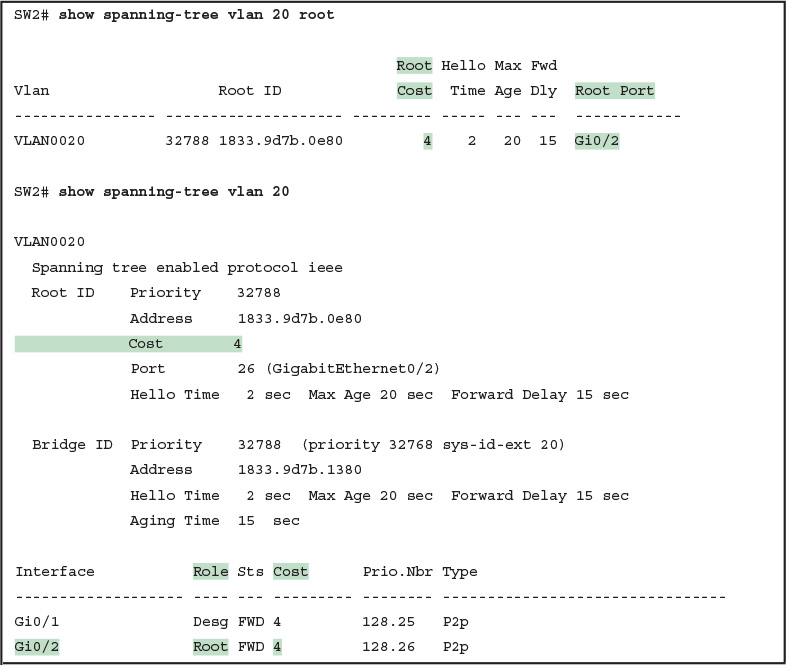 SW2# show spanning-tree vlan 20 root
                                           Root Hello Max Fwd
Vlan                   Root ID             Cost  Time Age Dly  Root Port
---------------- -------------------- --------- ----- --- ---  ------------
VLAN0020         32788 1833.9d7b.0e80         4   2   20  15  Gi0/2
SW2# show spanning-tree vlan 20
VLAN0020
  Spanning tree enabled protocol ieee
  Root ID    Priority    32788
             Address     1833.9d7b.0e80
             Cost        4
             Port        26 (GigabitEthernet0/2)
             Hello Time   2 sec  Max Age 20 sec  Forward Delay 15 sec
  Bridge ID  Priority    32788  (priority 32768 sys-id-ext 20)
             Address     1833.9d7b.1380
             Hello Time   2 sec  Max Age 20 sec  Forward Delay 15 sec
             Aging Time  15  sec
Interface           Role Sts Cost      Prio.Nbr Type
------------------- ---- --- --------- -------- --------------------------------
Gi0/1               Desg FWD 4         128.25   P2p
Gi0/2               Root FWD 4         128.26   P2p